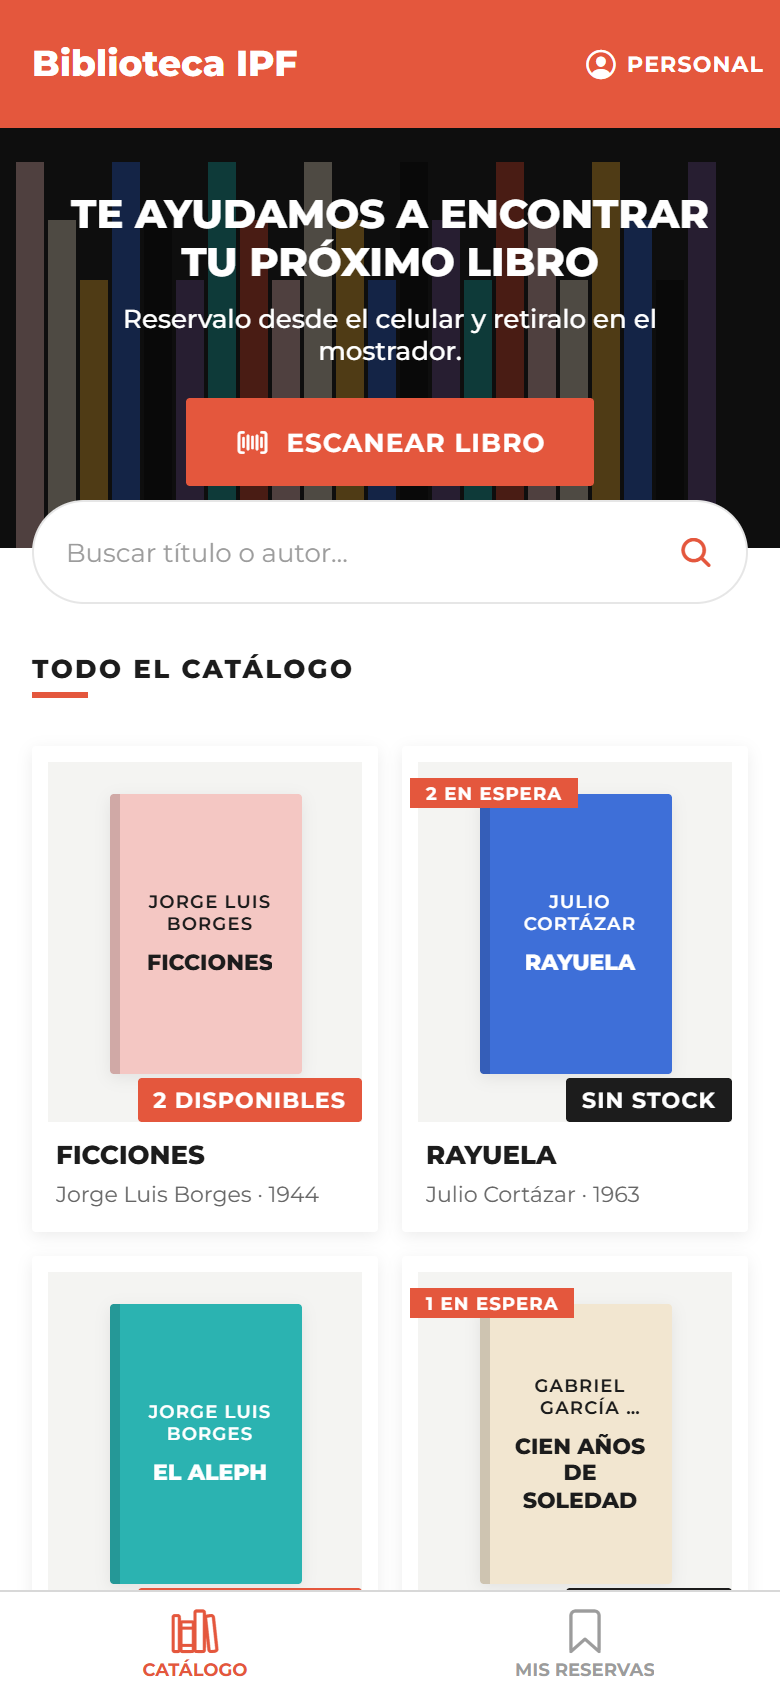 Biblioteca IPF
PERSONAL
TE AYUDAMOS A ENCONTRAR
TU PRÓXIMO LIBRO
Reservalo desde el celular y retiralo en el
mostrador.
ESCANEAR LIBRO
Buscar título o autor...
TODO EL CATÁLOGO
JORGE LUIS
BORGES
FICCIONES
2 DISPONIBLES
FICCIONES
Jorge Luis Borges · 1944
2 EN ESPERA
JULIO
CORTÁZAR
RAYUELA
SIN STOCK
RAYUELA
Julio Cortázar · 1963
JORGE LUIS
BORGES
EL ALEPH
1 EN ESPERA
GABRIEL
GARCÍA ...
CIEN AÑOS
DE
SOLEDAD
CATÁLOGO
MIS RESERVAS